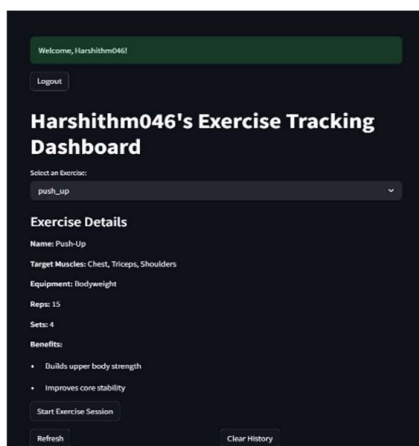 Welcome, Harshithm046!
Logout
Harshithm046's Exercise Tracking
Dashboard
Select an Exercise:
push_up
Exercise Details
Name: Push-Up
Target Muscles: Chest, Triceps, Shoulders
Equipment: Bodyweight
Reps: 15
Sets: 4
Benefits:
• Builds upper body strength
• Improves core stability
Start Exercise Session
Refresh Clear History